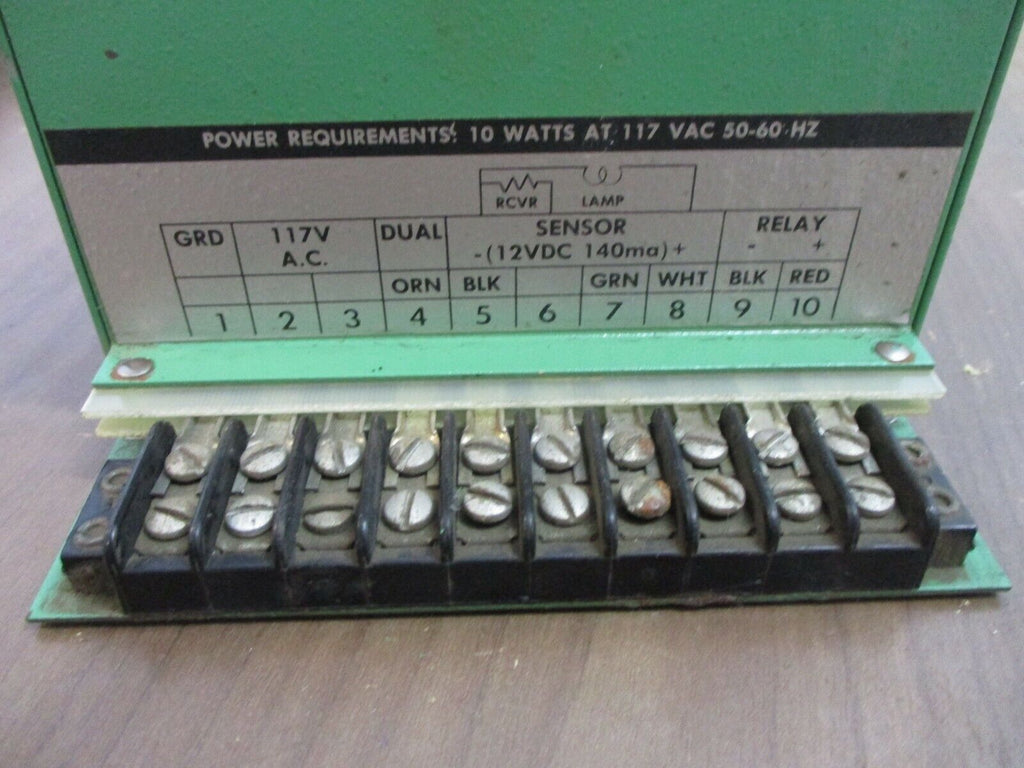 POWER REQUIREMENTS: 10 WATTS AT 117 VAC 50-60 HZ
RCVR LAMP
GRD 117V DUAL SENSOR RELAY
A.C. -(12VDC 140ma)+ - +
ORN BLK GRN WHT BLK RED
1 2 3 4 5 6 7 8 9 10